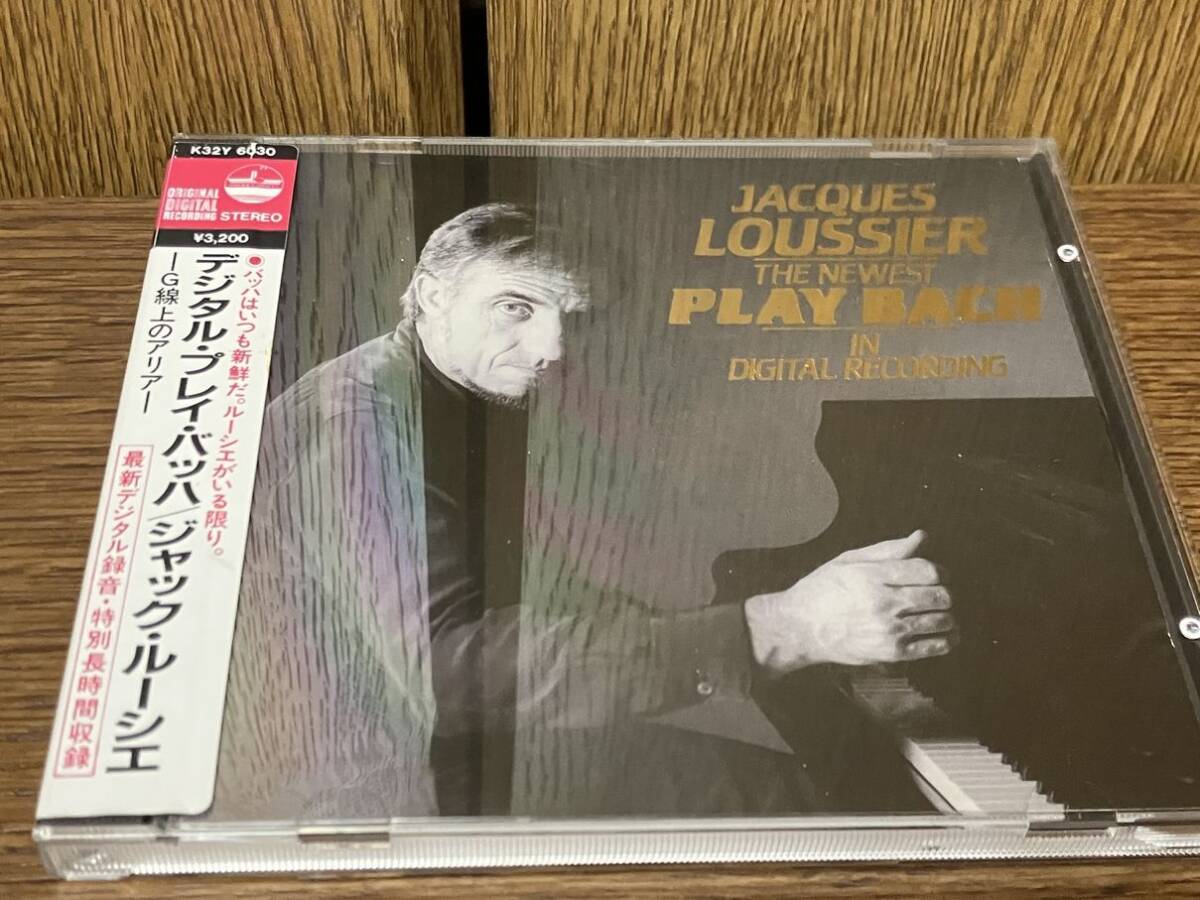 K32Y 6030
ORIGINAL
DIGITAL
RECORDING
STEREO
¥3,200
●バッハはいつも新鮮だ。ルーシエがいる限り。
デジタル・プレイ・バッハ/ジャック・ルーシエ
—G線上のアリア—
最新デジタル録音・特別長時間収録
JACQUES
LOUSSIER
THE NEWEST
PLAY BACH
IN
DIGITAL RECORDING